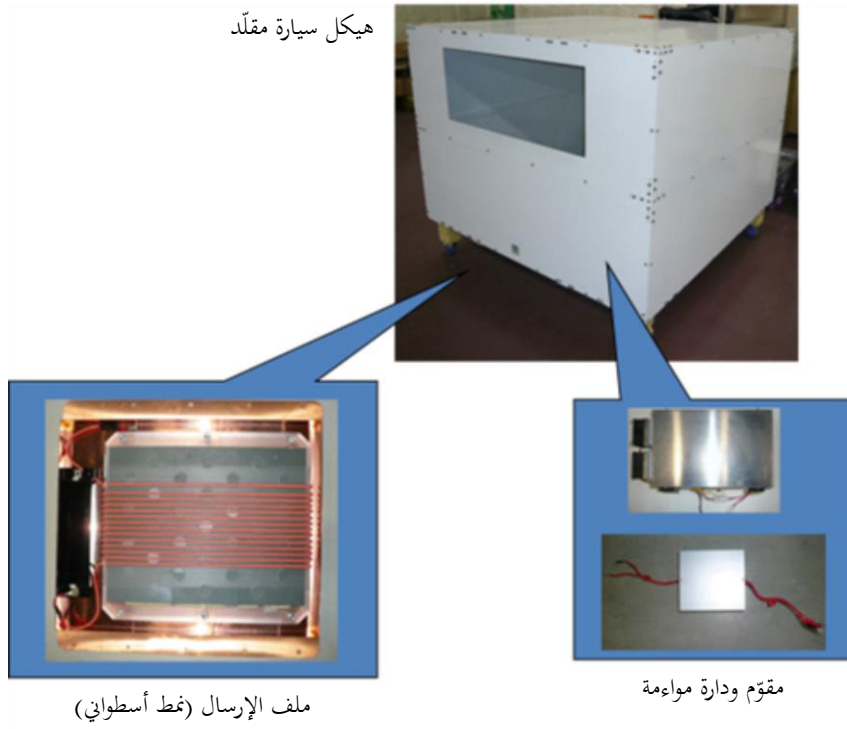 هيكل سيارة مقلّد
مقوّم ودارة مواءمة
ملف الإرسال (نمط أسطواني)